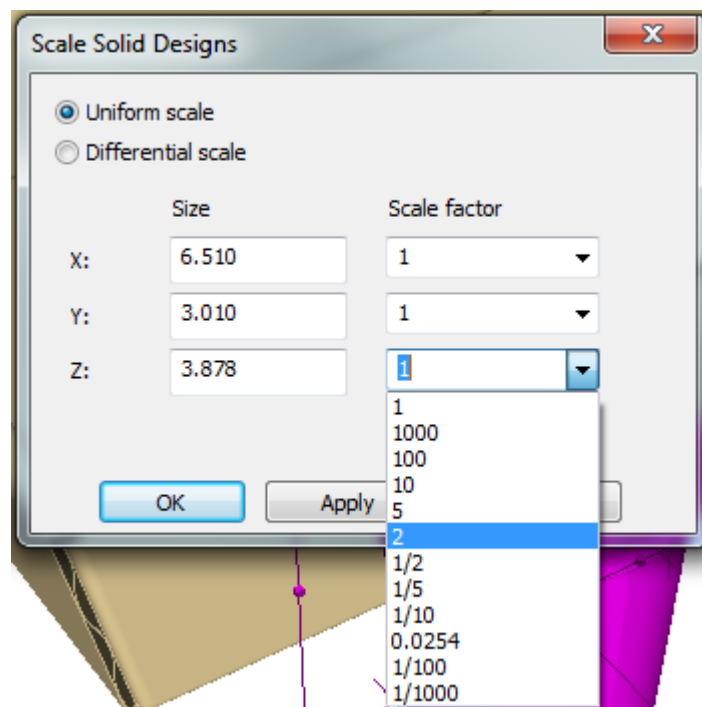 Scale Solid Designs
Uniform scale
Differential scale
Size Scale factor
X: 6.510 1
Y: 3.010 1
Z: 3.878 1
1
1000
100
10
5
2
1/2
1/5
1/10
0.0254
1/100
1/1000
OK Apply